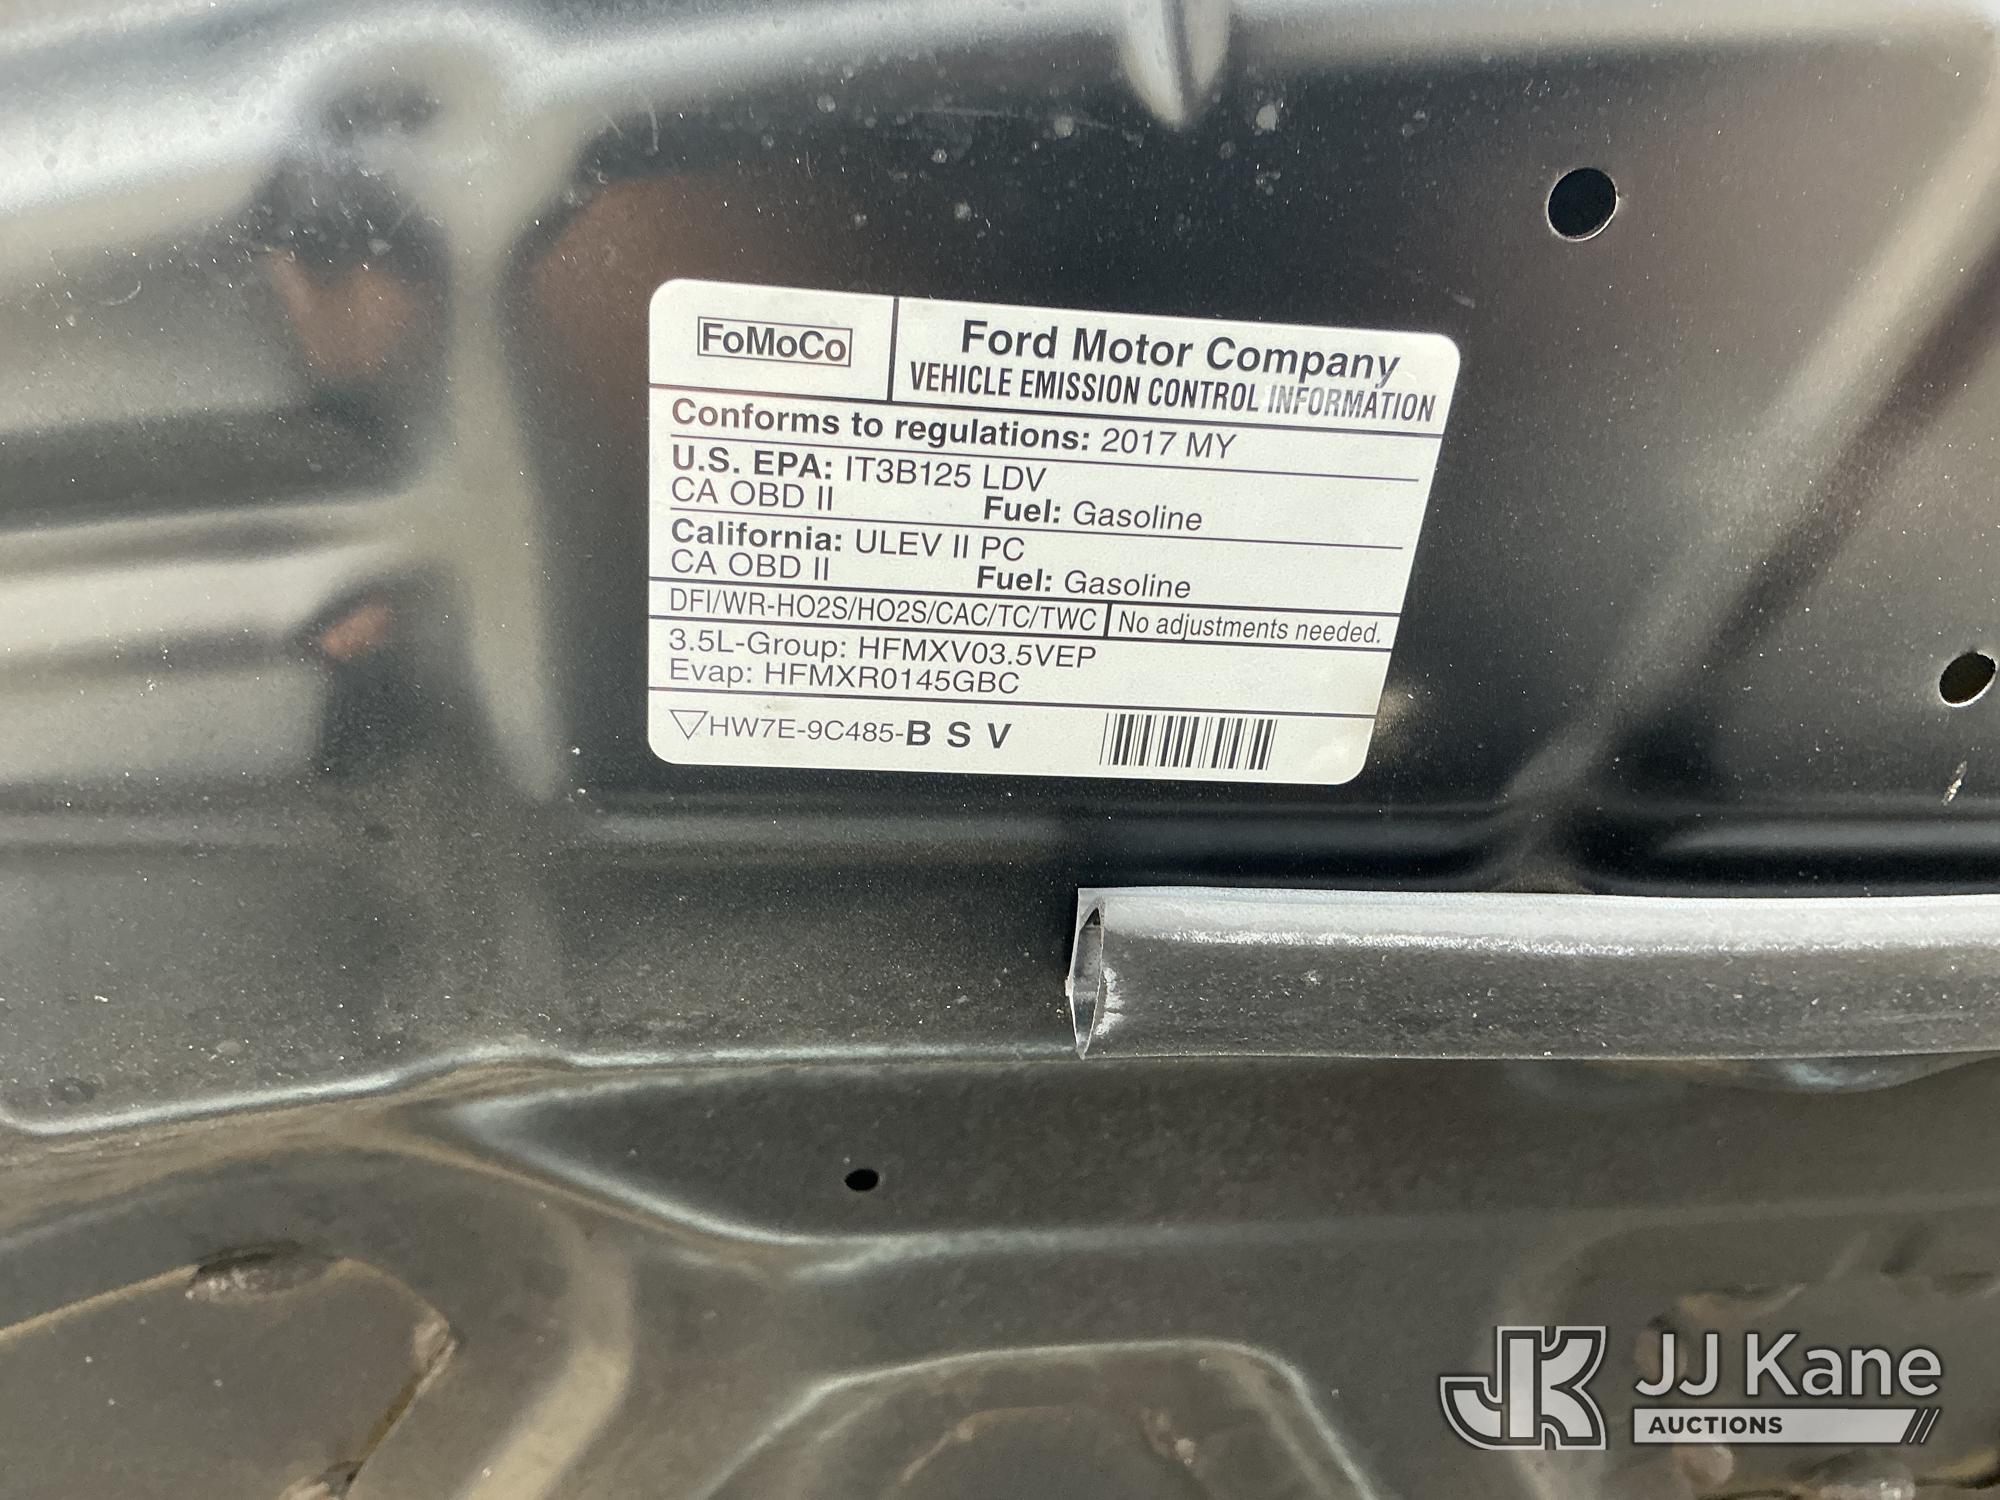 FoMoCo
Ford Motor Company
VEHICLE EMISSION CONTROL INFORMATION
Conforms to regulations: 2017 MY
U.S. EPA: IT3B125 LDV
CA OBD II Fuel: Gasoline
California: ULEV II PC
CA OBD II Fuel: Gasoline
DFI/WR-HO2S/HO2S/CAC/TC/TWC No adjustments needed.
3.5L-Group: HFMXV03.5VEP
Evap: HFMXR0145GBC
HW7E-9C485-B S V
JK JJ Kane
AUCTIONS